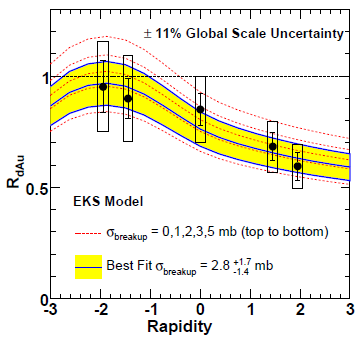 ± 11% Global Scale Uncertainty
1
R_dAu
0.5
EKS Model
σ_breakup = 0,1,2,3,5 mb (top to bottom)
Best Fit σ_breakup = 2.8 +1.7 -1.4 mb
0
-3 -2 -1 0 1 2 3
Rapidity